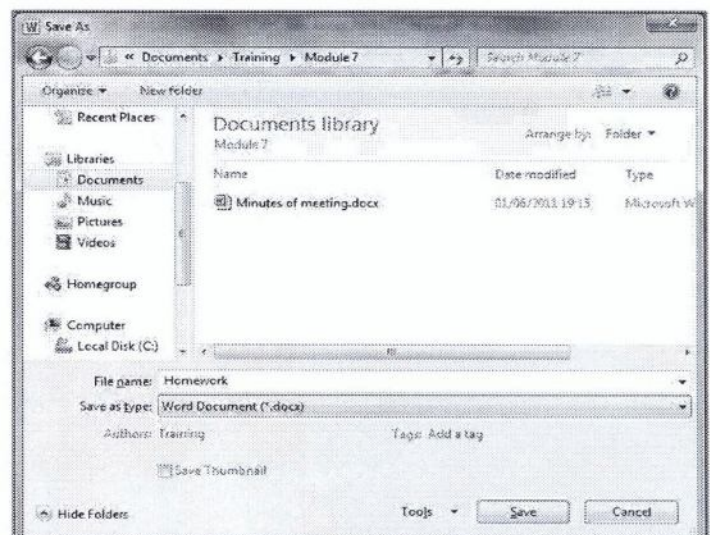 W Save As
« Documents ▸ Training ▸ Module 7 Search Module 7
Organize New folder
Recent Places
Libraries
Documents
Music
Pictures
Videos
Homegroup
Computer
Local Disk (C:)
Documents library
Module 7
Arrange by: Folder
Name Date modified Type
Minutes of meeting.docx 01/06/2011 19:15 Microsoft W
File name: Homework
Save as type: Word Document (*.docx)
Authors: Training Tags: Add a tag
Save Thumbnail
Hide Folders Tools Save Cancel